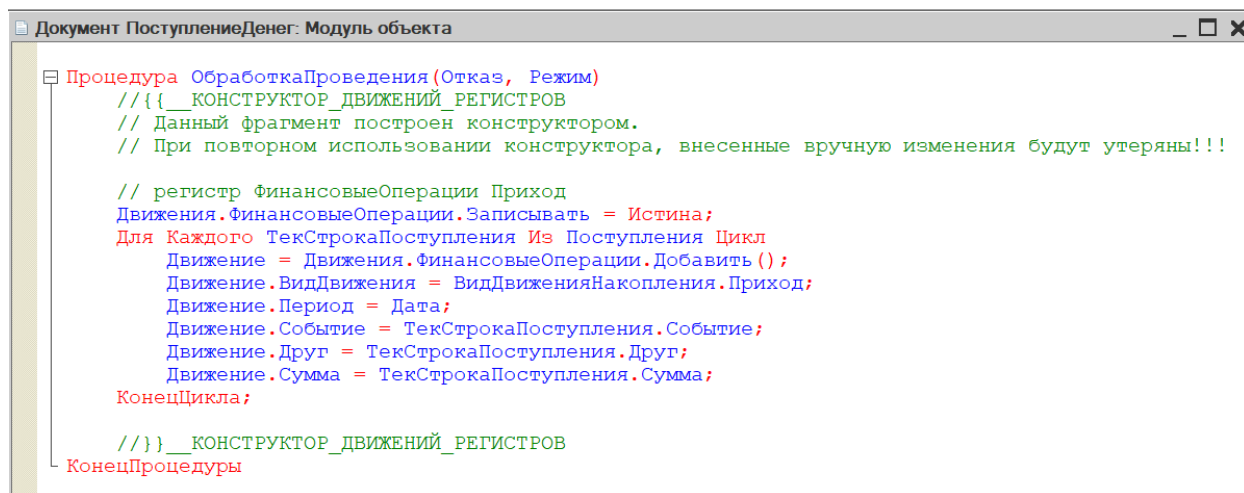 Документ ПоступлениеДенег: Модуль объекта
Процедура ОбработкаПроведения(Отказ, Режим)
//{{__КОНСТРУКТОР_ДВИЖЕНИЙ_РЕГИСТРОВ
// Данный фрагмент построен конструктором.
// При повторном использовании конструктора, внесенные вручную изменения будут утеряны!!!
// регистр ФинансовыеОперации Приход
Движения.ФинансовыеОперации.Записывать = Истина;
Для Каждого ТекСтрокаПоступления Из Поступления Цикл
Движение = Движения.ФинансовыеОперации.Добавить();
Движение.ВидДвижения = ВидДвиженияНакопления.Приход;
Движение.Период = Дата;
Движение.Событие = ТекСтрокаПоступления.Событие;
Движение.Друг = ТекСтрокаПоступления.Друг;
Движение.Сумма = ТекСтрокаПоступления.Сумма;
КонецЦикла;
//}}__КОНСТРУКТОР_ДВИЖЕНИЙ_РЕГИСТРОВ
КонецПроцедуры